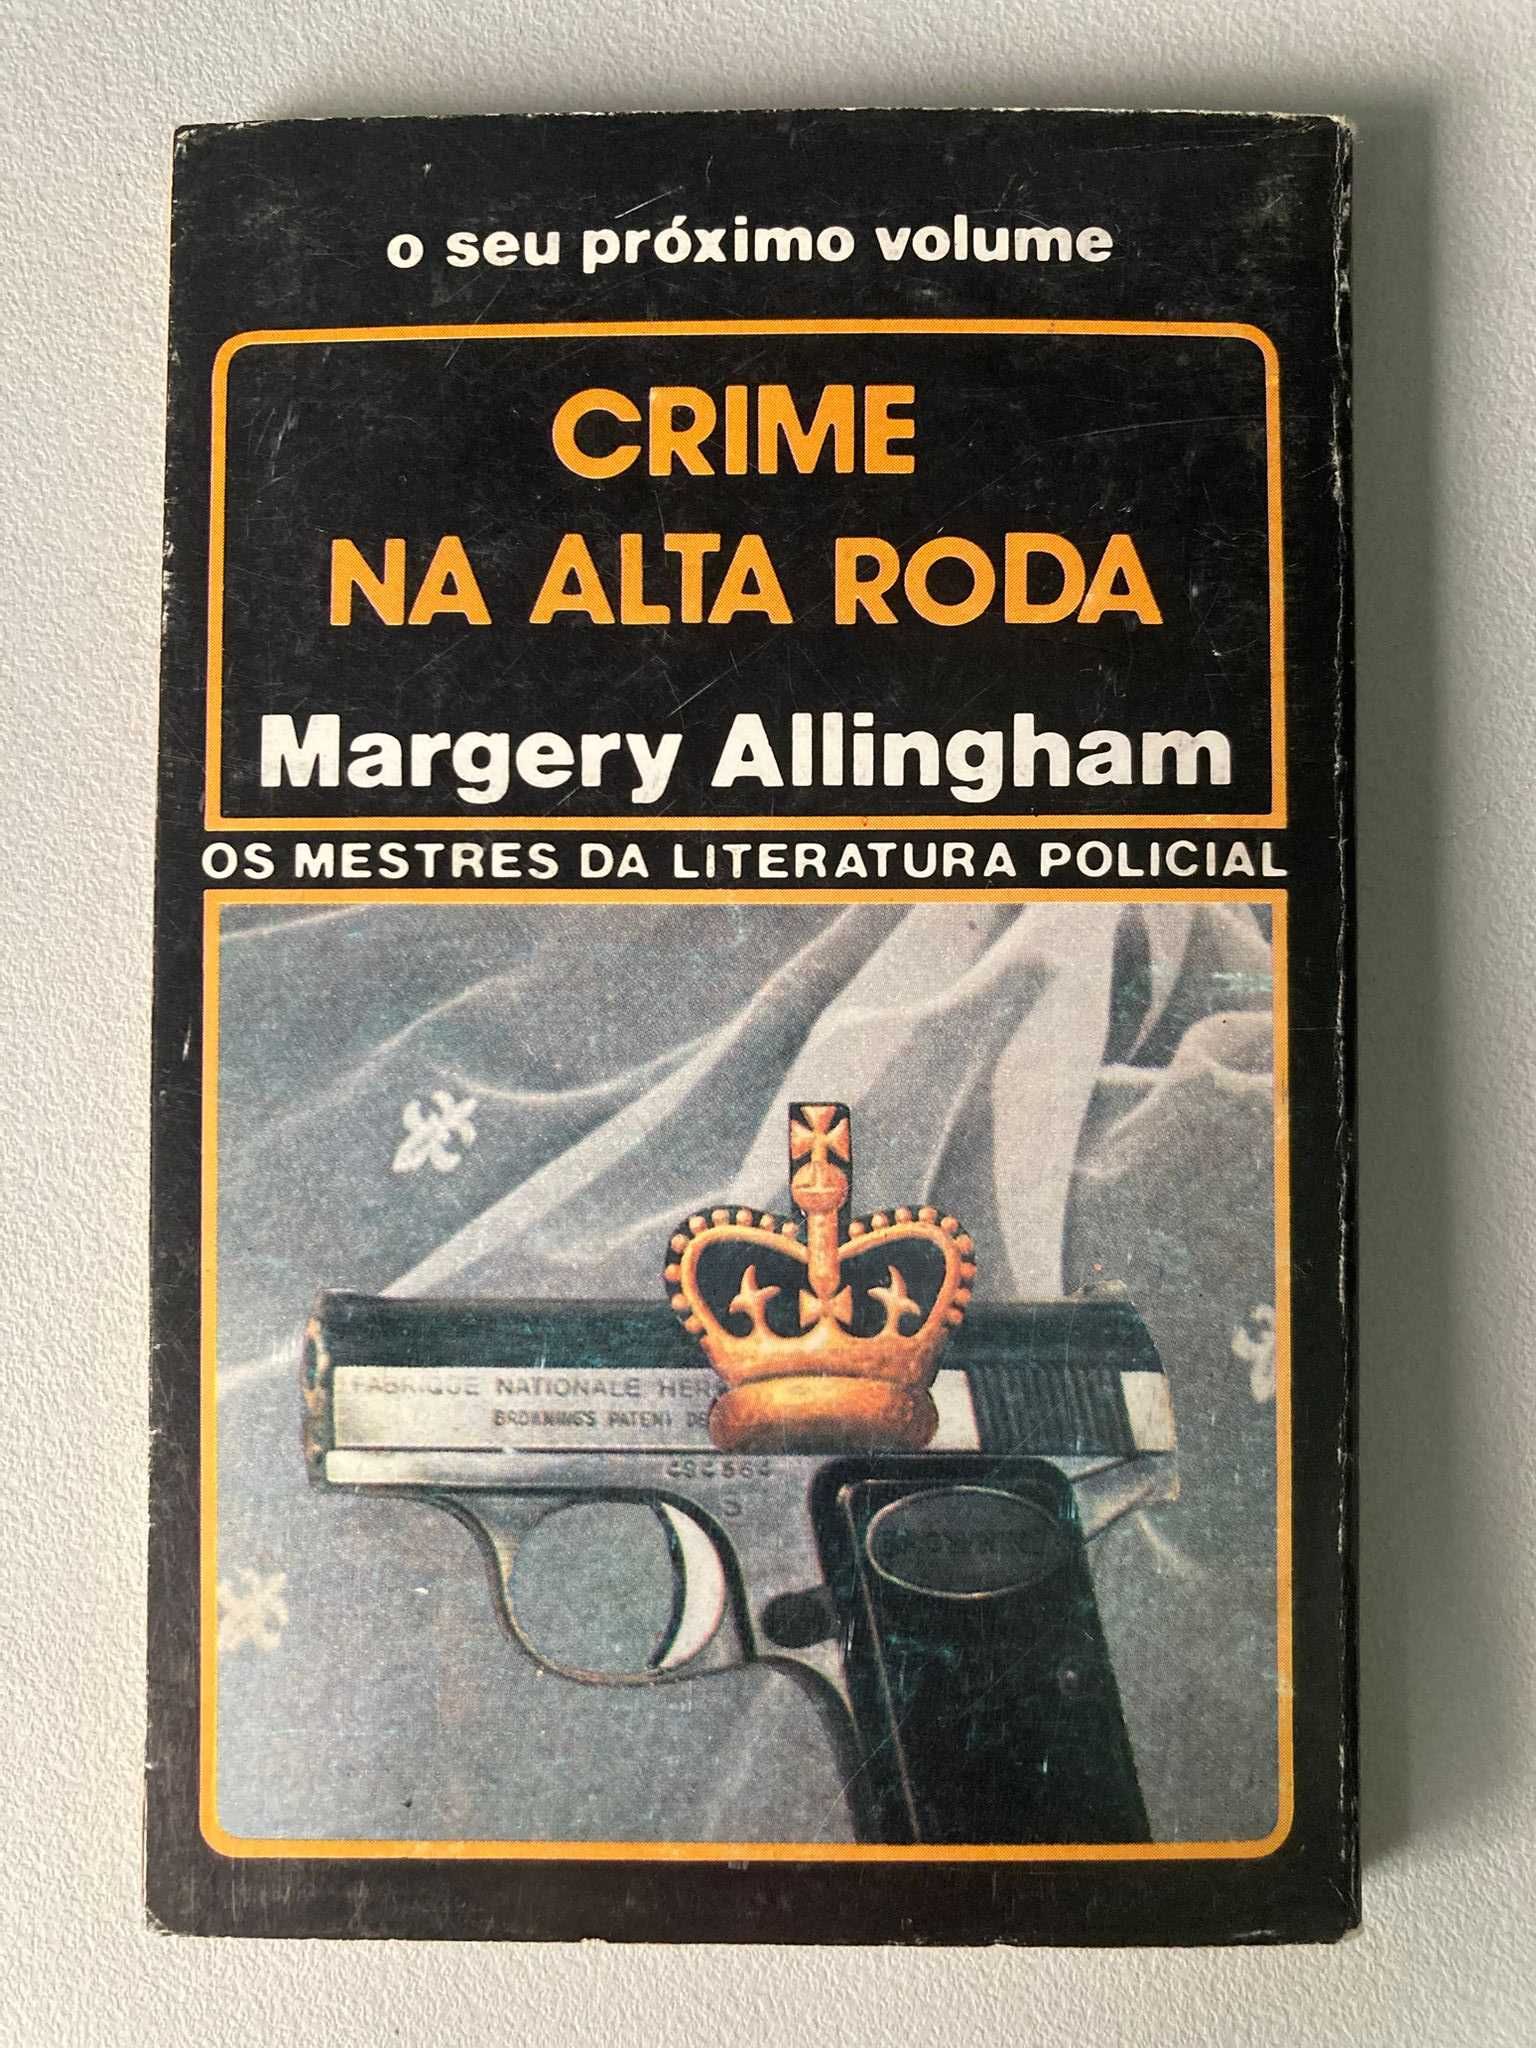 o seu próximo volume
CRIME
NA ALTA RODA
Margery Allingham
OS MESTRES DA LITERATURA POLICIAL
FABRIQUE NATIONALE HER
BROWNING'S PATENT DE